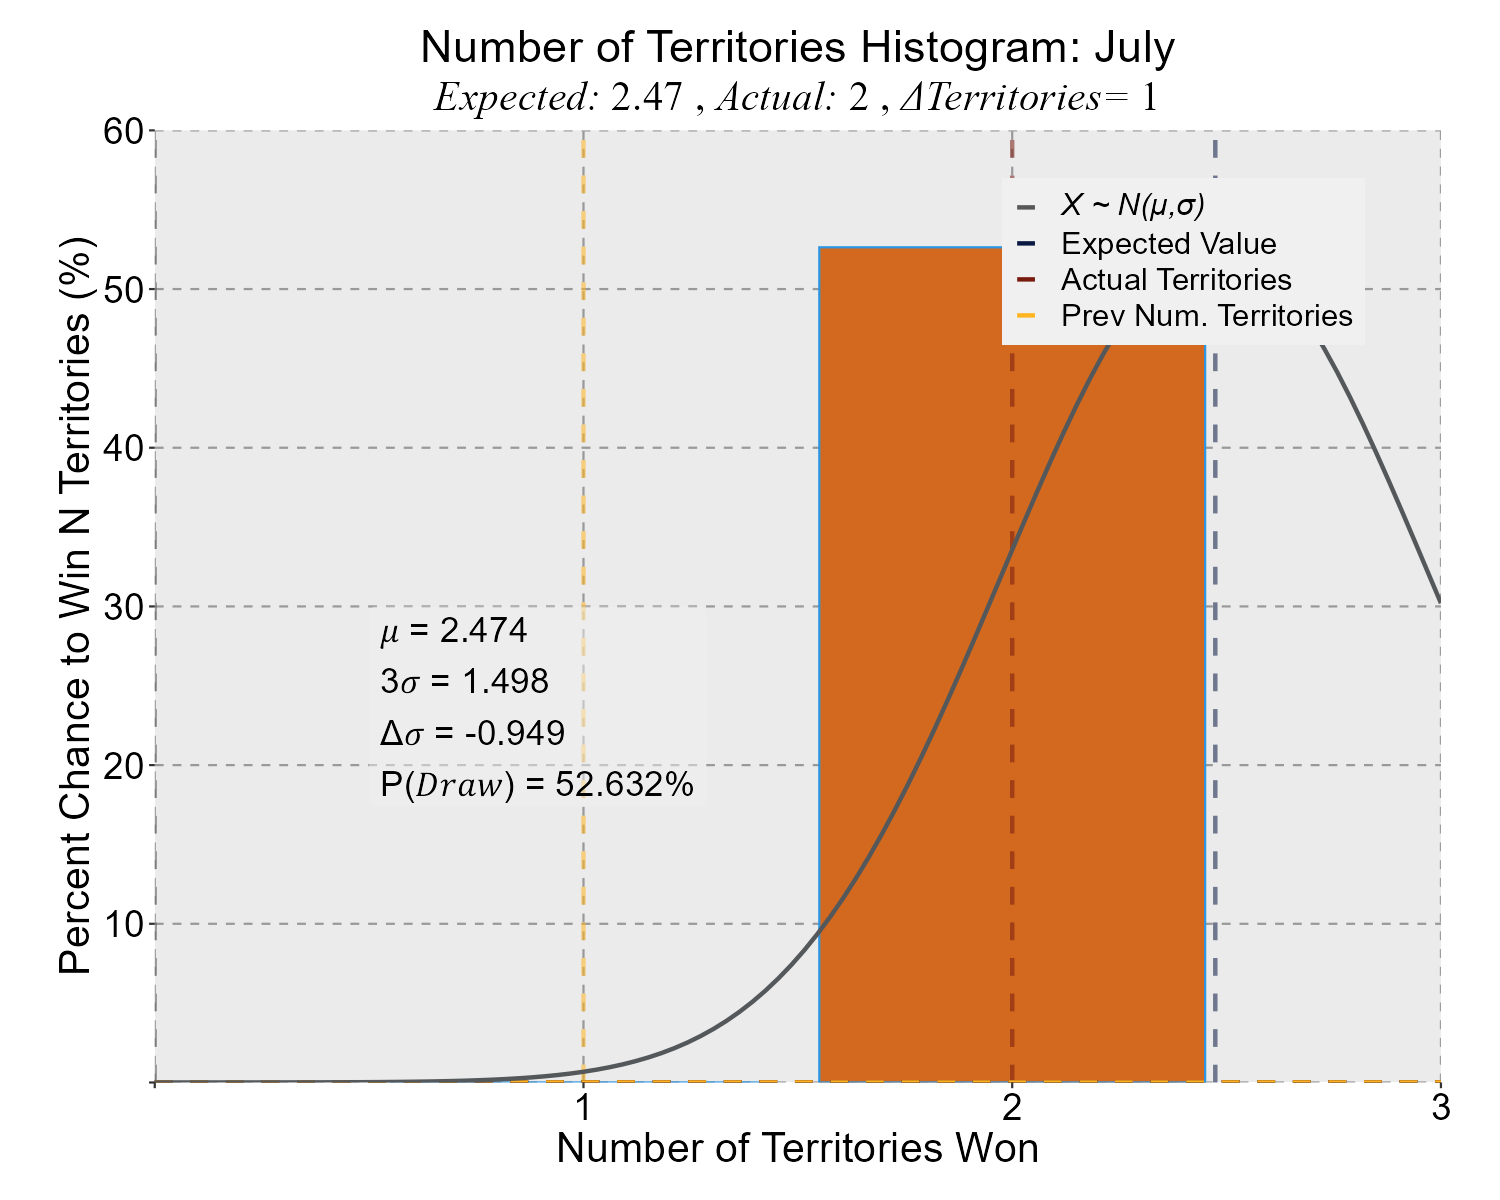 Number of Territories Histogram: July
Expected: 2.47 , Actual: 2 , ΔTerritories= 1
Percent Chance to Win N Territories (%)
60
50
40
30
20
10
X ~ N(μ,σ)
Expected Value
Actual Territories
Prev Num. Territories
μ = 2.474
3σ = 1.498
Δσ = -0.949
P(Draw) = 52.632%
1
2
3
Number of Territories Won